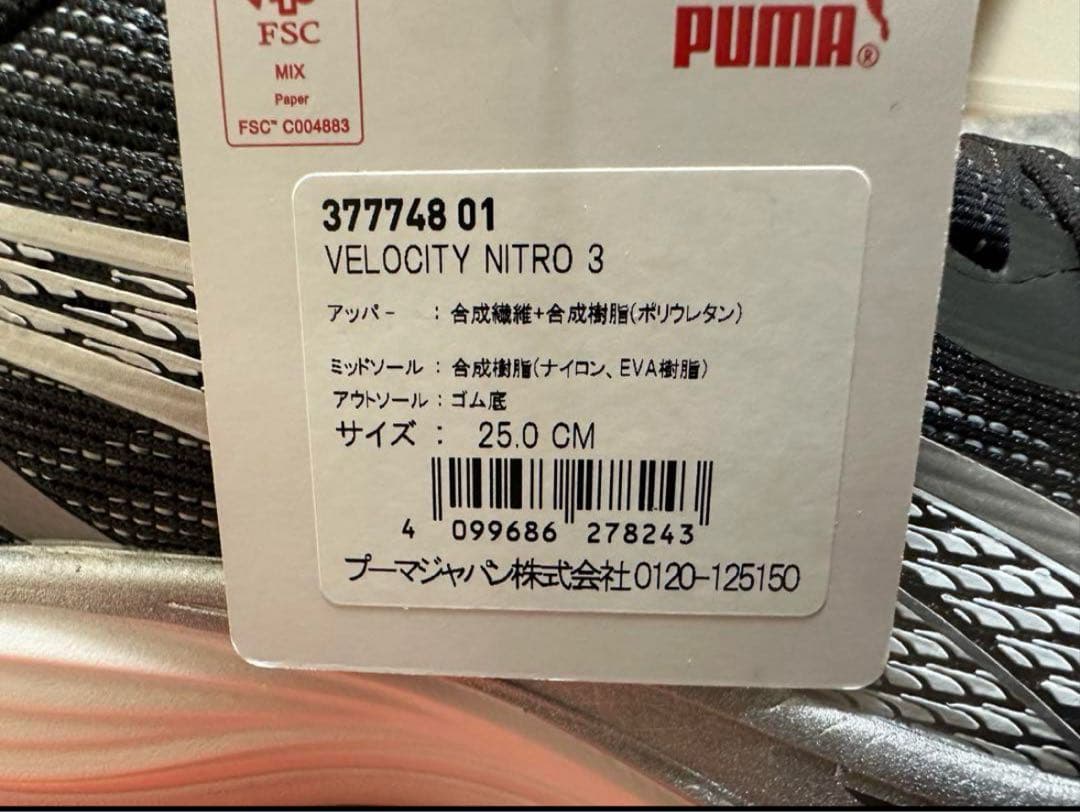 FSC
MIX
Paper
FSC™ C004883
PUMA®
377748 01
VELOCITY NITRO 3
アッパー : 合成繊維+合成樹脂(ポリウレタン)
ミッドソール : 合成樹脂(ナイロン、EVA樹脂)
アウトソール : ゴム底
サイズ : 25.0 CM
4 099686 278243
プーマジャパン株式会社0120-125150